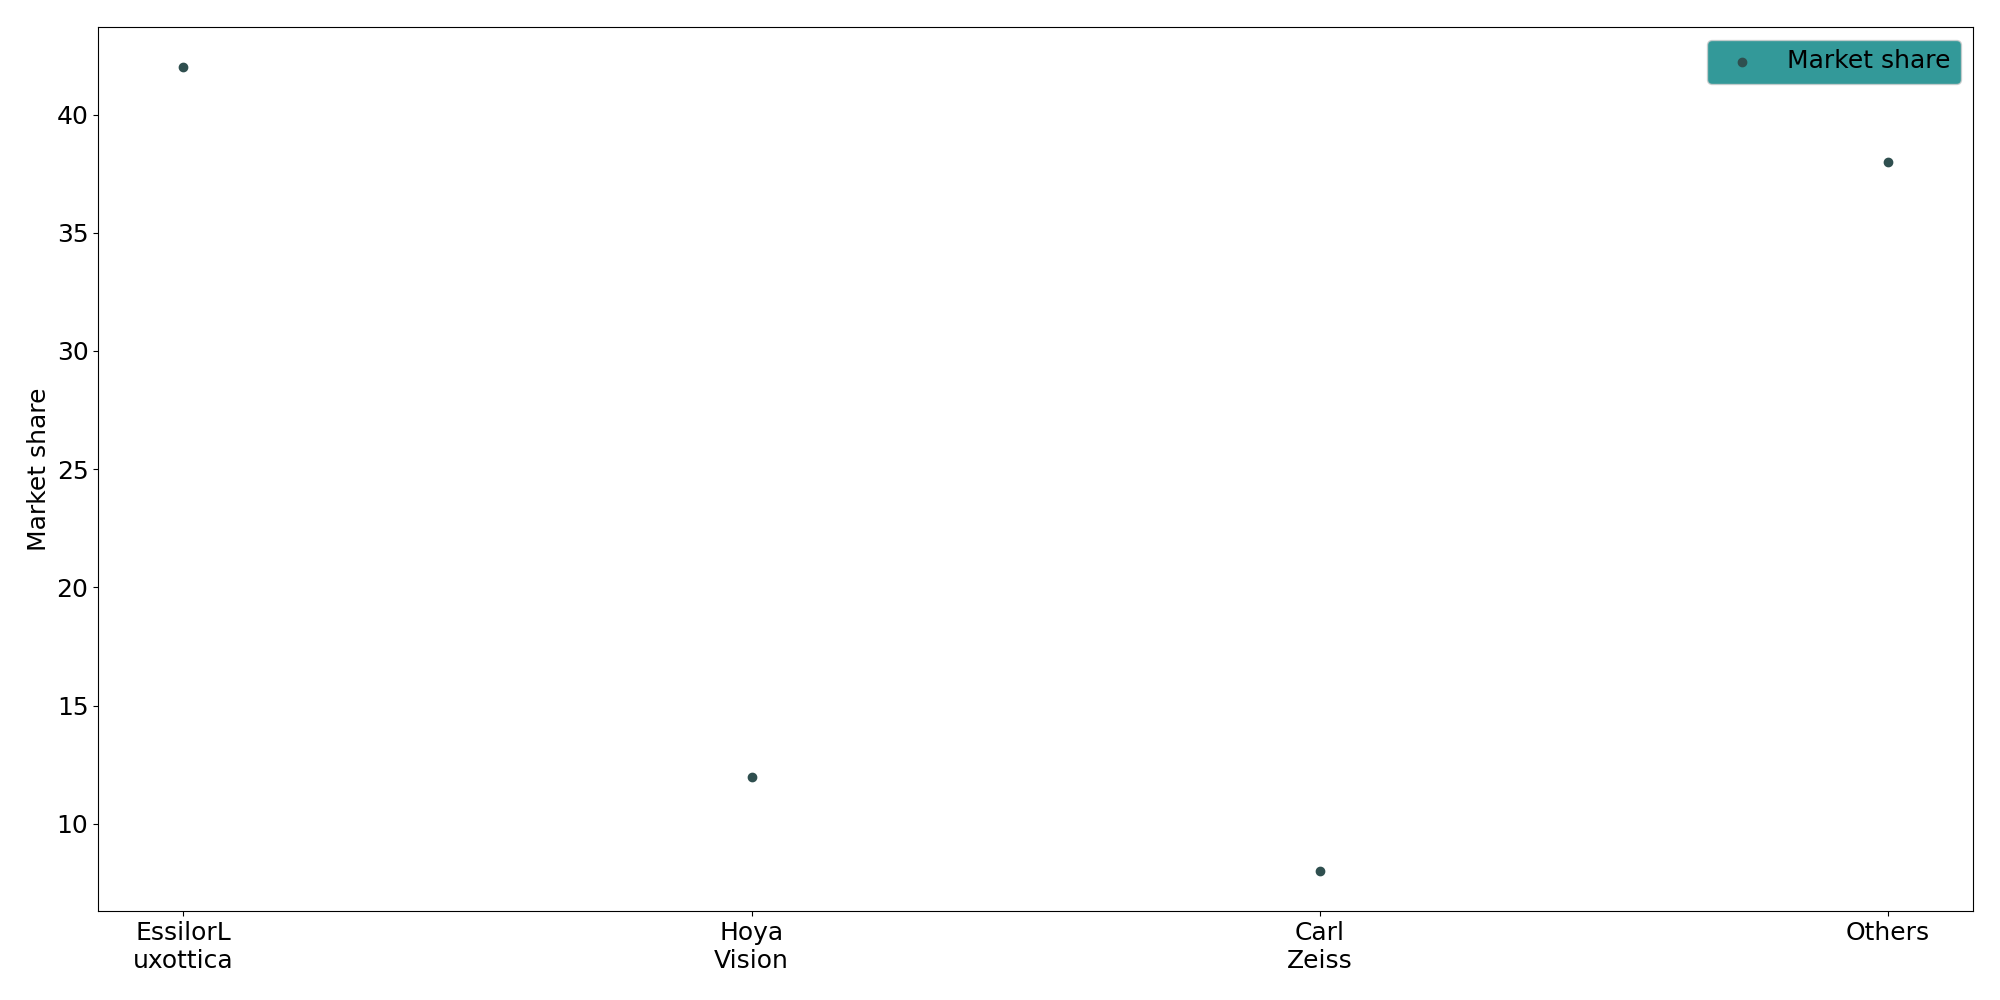 Market share
40
35
30
25
20
15
10
Market share
EssilorL
uxottica
Hoya
Vision
Carl
Zeiss
Others